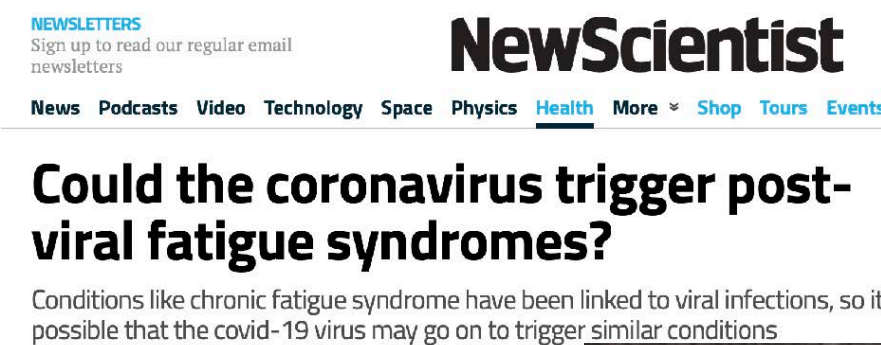 NEWSLETTERS
Sign up to read our regular email
newsletters
NewScientist
News Podcasts Video Technology Space Physics Health More Shop Tours Events
Could the coronavirus trigger post-
viral fatigue syndromes?
Conditions like chronic fatigue syndrome have been linked to viral infections, so it
possible that the covid-19 virus may go on to trigger similar conditions